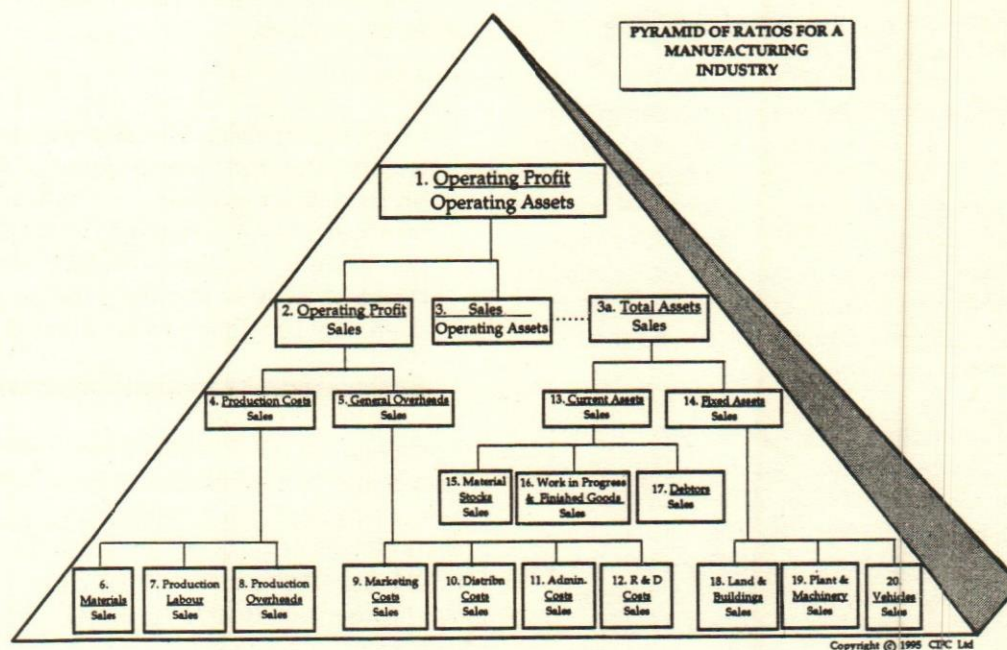 PYRAMID OF RATIOS FOR A
MANUFACTURING
INDUSTRY
1. Operating Profit
Operating Assets
2. Operating Profit
Sales
3. Sales
Operating Assets
3a. Total Assets
Sales
4. Production Costs
Sales
5. General Overheads
Sales
13. Current Assets
Sales
14. Fixed Assets
Sales
15. Material
Stocks
Sales
16. Work in Progress
& Finished Goods
Sales
17. Debtors
Sales
6.
Materials
Sales
7. Production
Labour
Sales
8. Production
Overheads
Sales
9. Marketing
Costs
Sales
10. Distribn
Costs
Sales
11. Admin.
Costs
Sales
12. R & D
Costs
Sales
18. Land &
Buildings
Sales
19. Plant &
Machinery
Sales
20.
Vehicles
Sales
Copyright © 1995 CIFC Ltd